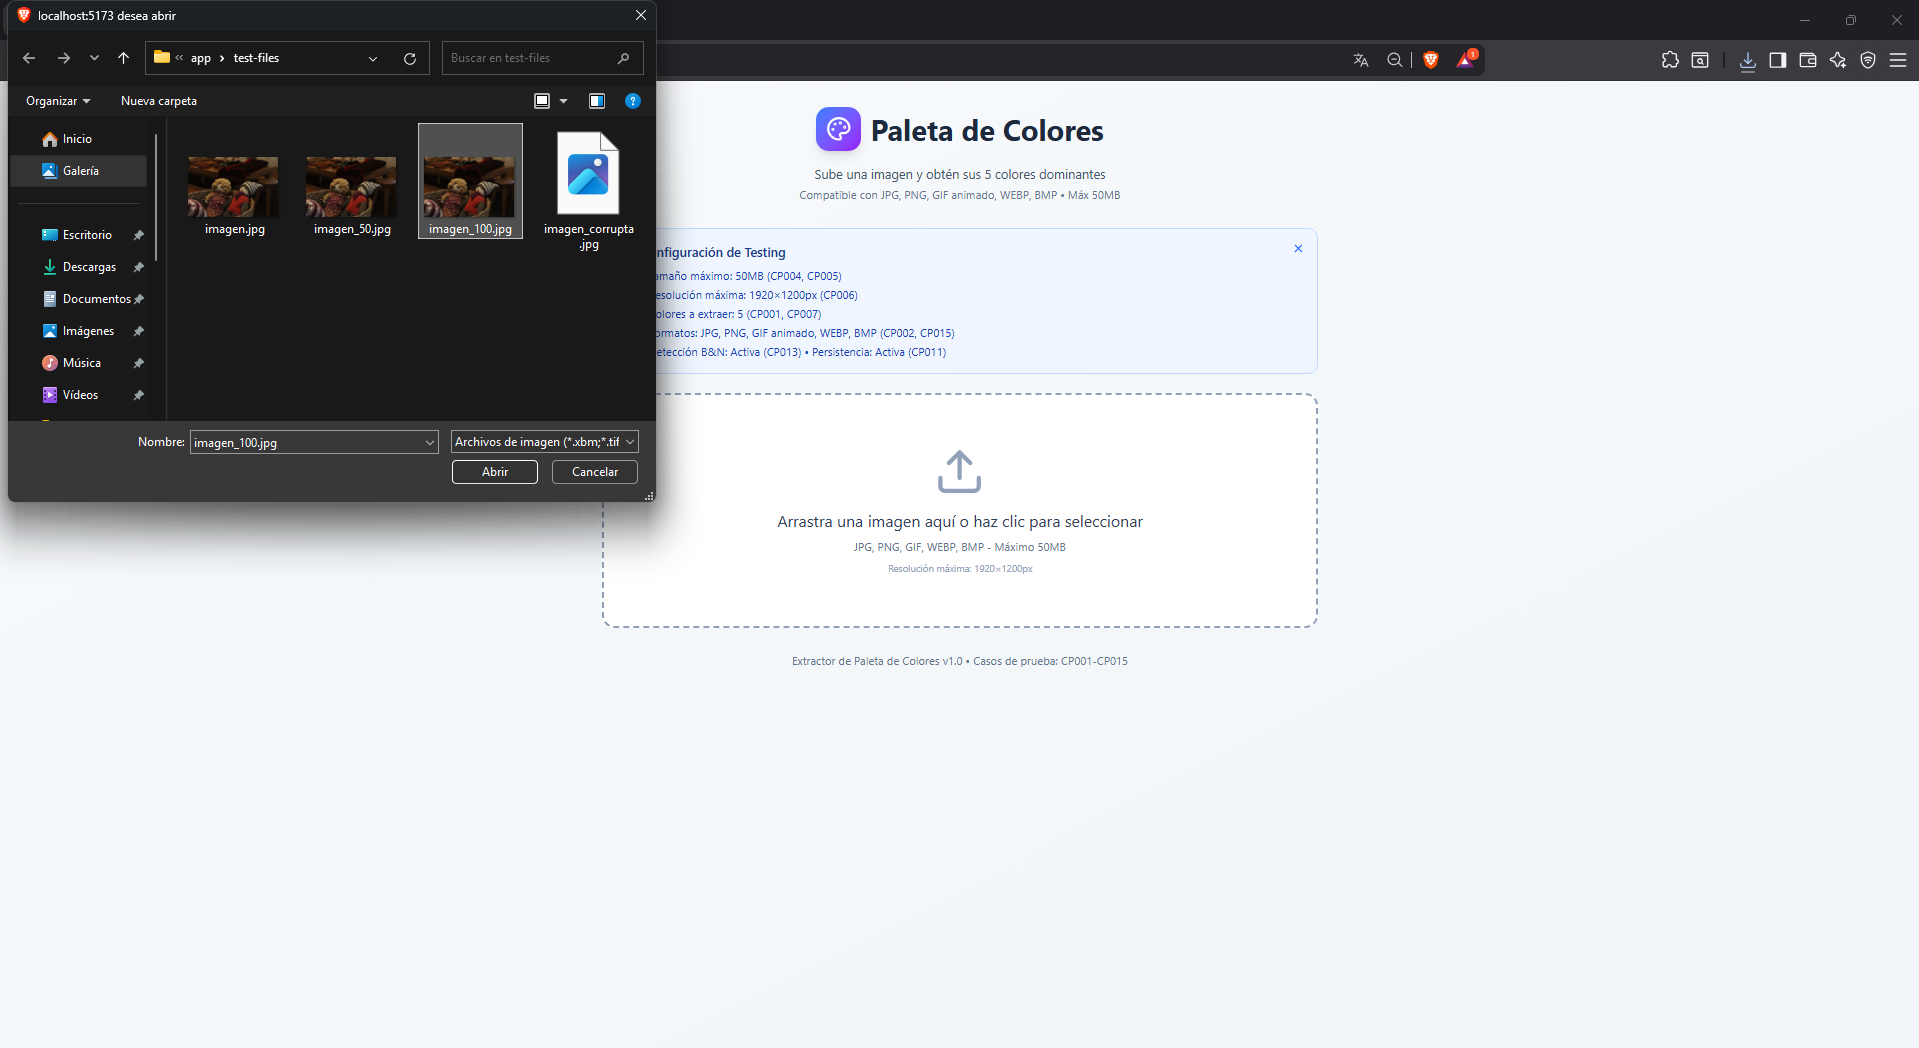 localhost:5173 desea abrir
app › test-files
Buscar en test-files
Organizar
Nueva carpeta
Inicio
Galería
Escritorio
Descargas
Documentos
Imágenes
Música
Vídeos
imagen.jpg
imagen_50.jpg
imagen_100.jpg
imagen_corrupta
.jpg
Nombre:
imagen_100.jpg
Archivos de imagen (*.xbm;*.tif
Abrir
Cancelar
1
Paleta de Colores
Sube una imagen y obtén sus 5 colores dominantes
Compatible con JPG, PNG, GIF animado, WEBP, BMP • Máx 50MB
nfiguración de Testing
amaño máximo: 50MB (CP004, CP005)
esolución máxima: 1920×1200px (CP006)
olores a extraer: 5 (CP001, CP007)
ormatos: JPG, PNG, GIF animado, WEBP, BMP (CP002, CP015)
etección B&N: Activa (CP013) • Persistencia: Activa (CP011)
Arrastra una imagen aquí o haz clic para seleccionar
JPG, PNG, GIF, WEBP, BMP - Máximo 50MB
Resolución máxima: 1920×1200px
Extractor de Paleta de Colores v1.0 • Casos de prueba: CP001-CP015